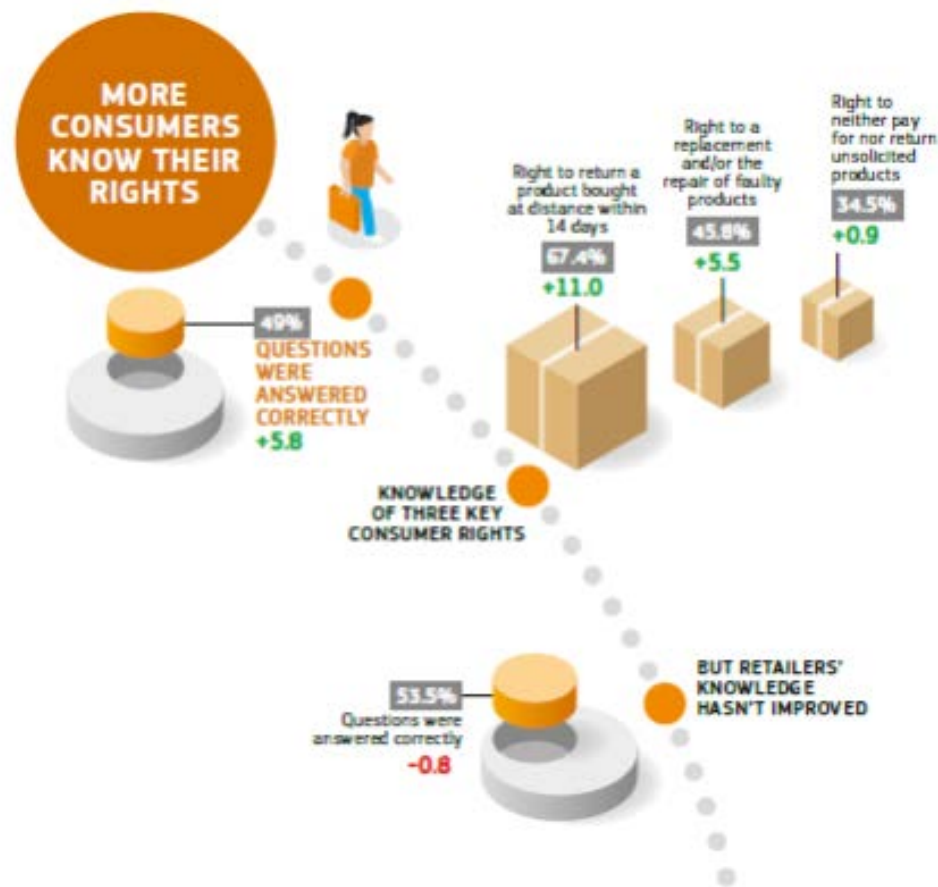 MORE
CONSUMERS
KNOW THEIR
RIGHTS
49%
QUESTIONS
WERE
ANSWERED
CORRECTLY
+5.8
Right to return a
product bought
at distance within
14 days
67.4%
+11.0
Right to a
replacement
and/or the
repair of faulty
products
45.8%
+5.5
Right to
neither pay
for nor return
unsolicited
products
34.5%
+0.9
KNOWLEDGE
OF THREE KEY
CONSUMER RIGHTS
BUT RETAILERS'
KNOWLEDGE
HASN'T IMPROVED
53.5%
Questions were
answered correctly
-0.8